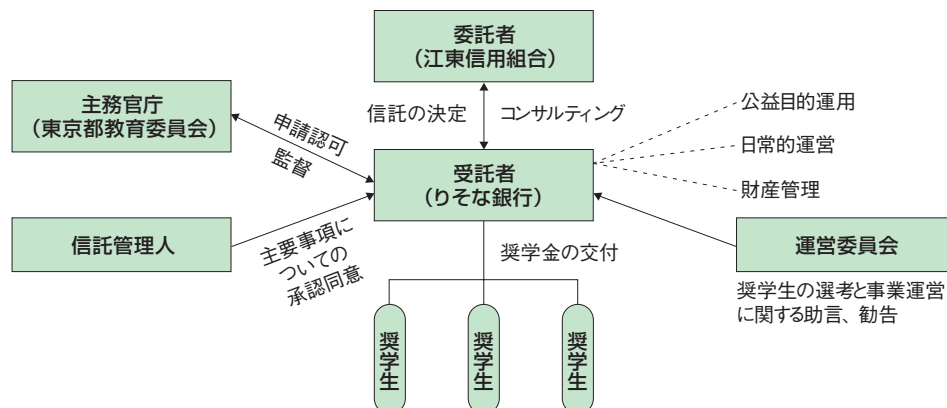 委託者
（江東信用組合）
主務官庁
（東京都教育委員会）
信託の決定
コンサルティング
申請認可
監督
公益目的運用
日常的運営
財産管理
受託者
（りそな銀行）
信託管理人
主要事項に
ついての
承認同意
奨学金の交付
運営委員会
奨学生の選考と事業運営
に関する助言、勧告
奨学生
奨学生
奨学生